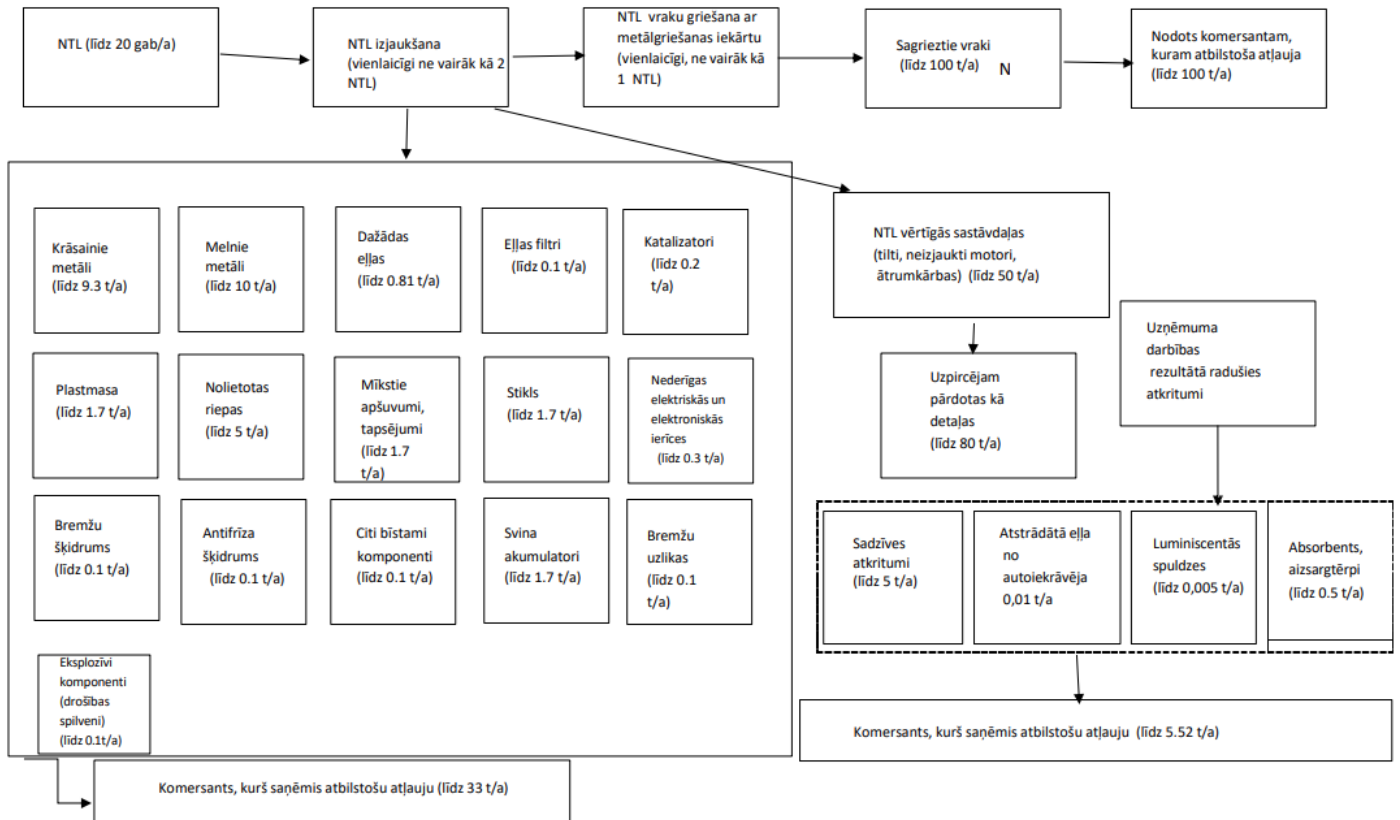 NTL (līdz 20 gab/a)
NTL izjaukšana
(vienlaicīgi ne vairāk kā 2
NTL)
NTL vraku griešana ar
metālgriešanas iekārtu
(vienlaicīgi, ne vairāk kā
1 NTL)
Sagrieztie vraki
(līdz 100 t/a) N
Nodots komersantam,
kuram atbilstoša atļauja
(līdz 100 t/a)
Krāsainie
metāli
(līdz 9.3 t/a)
Melnie
metāli
(līdz 10 t/a)
Dažādas
eļļas
(līdz 0.81 t/a)
Eļļas filtri
(līdz 0.1 t/a)
Katalizatori
(līdz 0.2
t/a)
Plastmasa
(līdz 1.7 t/a)
Nolietotas
riepas
(līdz 5 t/a)
Mīkstie
apšuvumi,
tapsējumi
(līdz 1.7
t/a)
Stikls
(līdz 1.7 t/a)
Nederīgas
elektriskās un
elektroniskās
ierīces
(līdz 0.3 t/a)
Bremžu
šķidrums
(līdz 0.1 t/a)
Antifrīza
šķidrums
(līdz 0.1 t/a)
Citi bīstami
komponenti
(līdz 0.1 t/a)
Svina
akumulatori
(līdz 1.7 t/a)
Bremžu
uzlikas
(līdz 0.1
t/a)
Eksplozīvi
komponenti
(drošības
spilveni)
(līdz 0.1t/a)
Komersants, kurš saņēmis atbilstošu atļauju (līdz 33 t/a)
NTL vērtīgās sastāvdaļas
(tilti, neizjaukti motori,
ātrumkārbas) (līdz 50 t/a)
Uzpircējam
pārdotas kā
detaļas
(līdz 80 t/a)
Uzņēmuma
darbības
rezultātā radušies
atkritumi
Sadzīves
atkritumi
(līdz 5 t/a)
Atstrādātā eļļa
no
autoiekrāvēja
0,01 t/a
Luminiscentās
spuldzes
(līdz 0,005 t/a)
Absorbents,
aizsargtērpi
(līdz 0.5 t/a)
Komersants, kurš saņēmis atbilstošu atļauju (līdz 5.52 t/a)